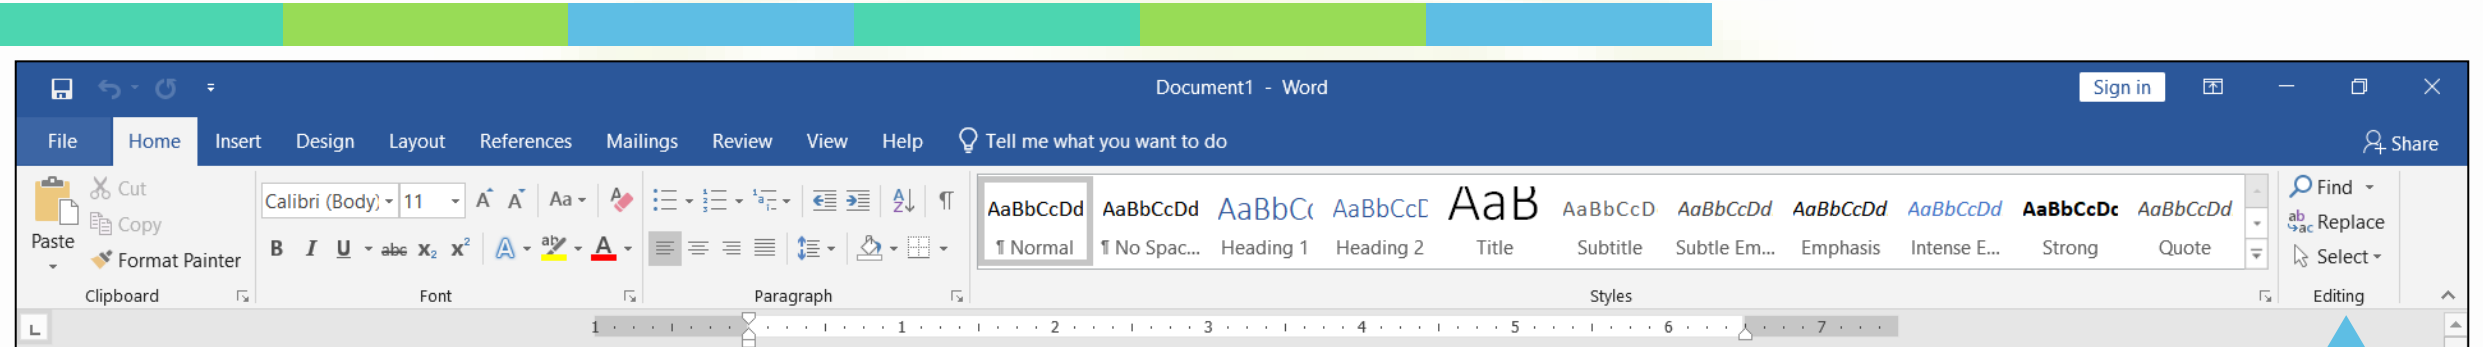 Document1 - Word
Sign in
File Home Insert Design Layout References Mailings Review View Help Tell me what you want to do
Share
Paste
Cut
Copy
Format Painter
Clipboard
Calibri (Body) 11 A A Aa A
B I U abc X2 X2 A ab A
Font
A Z ¶
Paragraph
AaBbCcDd AaBbCcDd AaBbC AaBbCcD AaB AaBbCcD AaBbCcDd AaBbCcDd AaBbCcDd AaBbCcDc AaBbCcDd
¶ Normal ¶ No Spac... Heading 1 Heading 2 Title Subtitle Subtle Em... Emphasis Intense E... Strong Quote
Styles
Find
Replace
Select
Editing
1 1 2 3 4 5 6 7